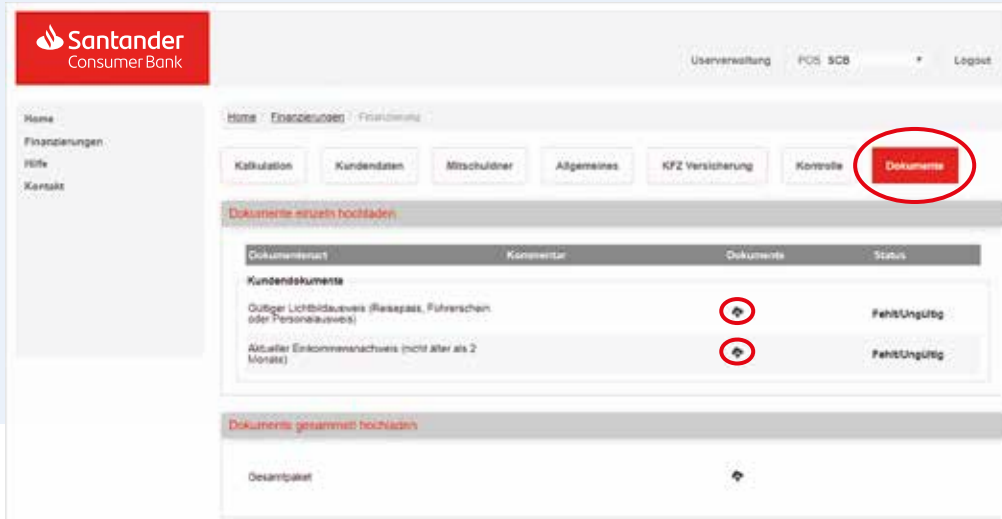 Santander
Consumer Bank
Userverwaltung POS SCB Logout
Home
Finanzierungen
Hilfe
Kontakt
Home / Finanzierungen / Finanzierung
Kalkulation Kundendaten Mitschuldner Allgemeines KFZ Versicherung Kontrolle Dokumente
Dokumente einzeln hochladen
Dokumentenart Kommentar Dokumente Status
Kundendokumente
Gültiger Lichtbildausweis (Reisepass, Führerschein
oder Personalausweis) Fehlt/Ungültig
Aktueller Einkommensnachweis (nicht älter als 2
Monate) Fehlt/Ungültig
Dokumente gesammelt hochladen
Gesamtpaket